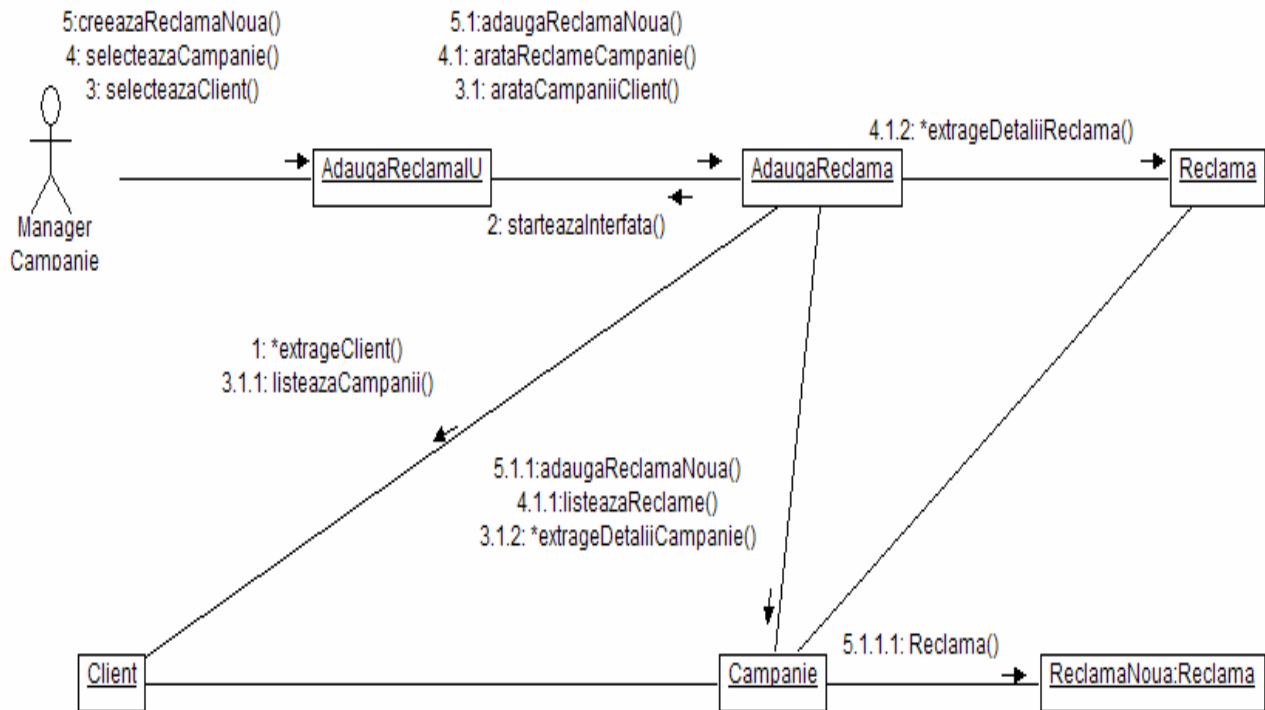 5:creeazaReclamaNoua()
4: selecteazaCampanie()
3: selecteazaClient()
5.1:adaugaReclamaNoua()
4.1: arataReclameCampanie()
3.1: arataCampaniiClient()
4.1.2: *extrageDetaliiReclama()
AdaugaReclamaIU
AdaugaReclama
Reclama
2: starteazaInterfata()
Manager
Campanie
1: *extrageClient()
3.1.1: listeazaCampanii()
5.1.1:adaugaReclamaNoua()
4.1.1:listeazaReclame()
3.1.2: *extrageDetaliiCampanie()
5.1.1.1: Reclama()
Client
Campanie
ReclamaNoua:Reclama